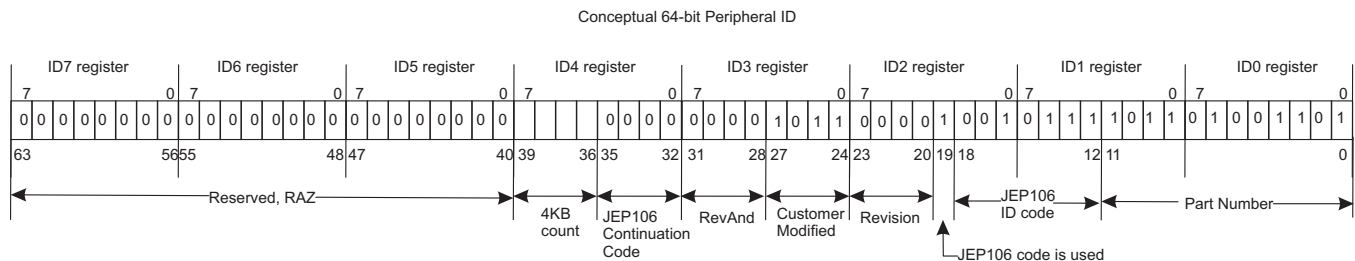 Conceptual 64-bit Peripheral ID
ID7 register ID6 register ID5 register ID4 register ID3 register ID2 register ID1 register ID0 register
7 0 7 0 7 0 7 0 7 0 7 0 7 0 7 0
0 0 0 0 0 0 0 0 0 0 0 0 0 0 0 0 0 0 0 0 0 0 0 0 0 0 0 0 0 0 0 0 1 0 1 1 0 0 0 0 1 0 0 1 0 1 1 1 1 0 1 1 0 1 0 0 1 1 0 1
63 56 55 48 47 40 39 36 35 32 31 28 27 24 23 20 19 18 12 11 0
Reserved, RAZ
4KB
count
JEP106
Continuation
Code
RevAnd
Customer
Modified
Revision
JEP106
ID code
Part Number
JEP106 code is used